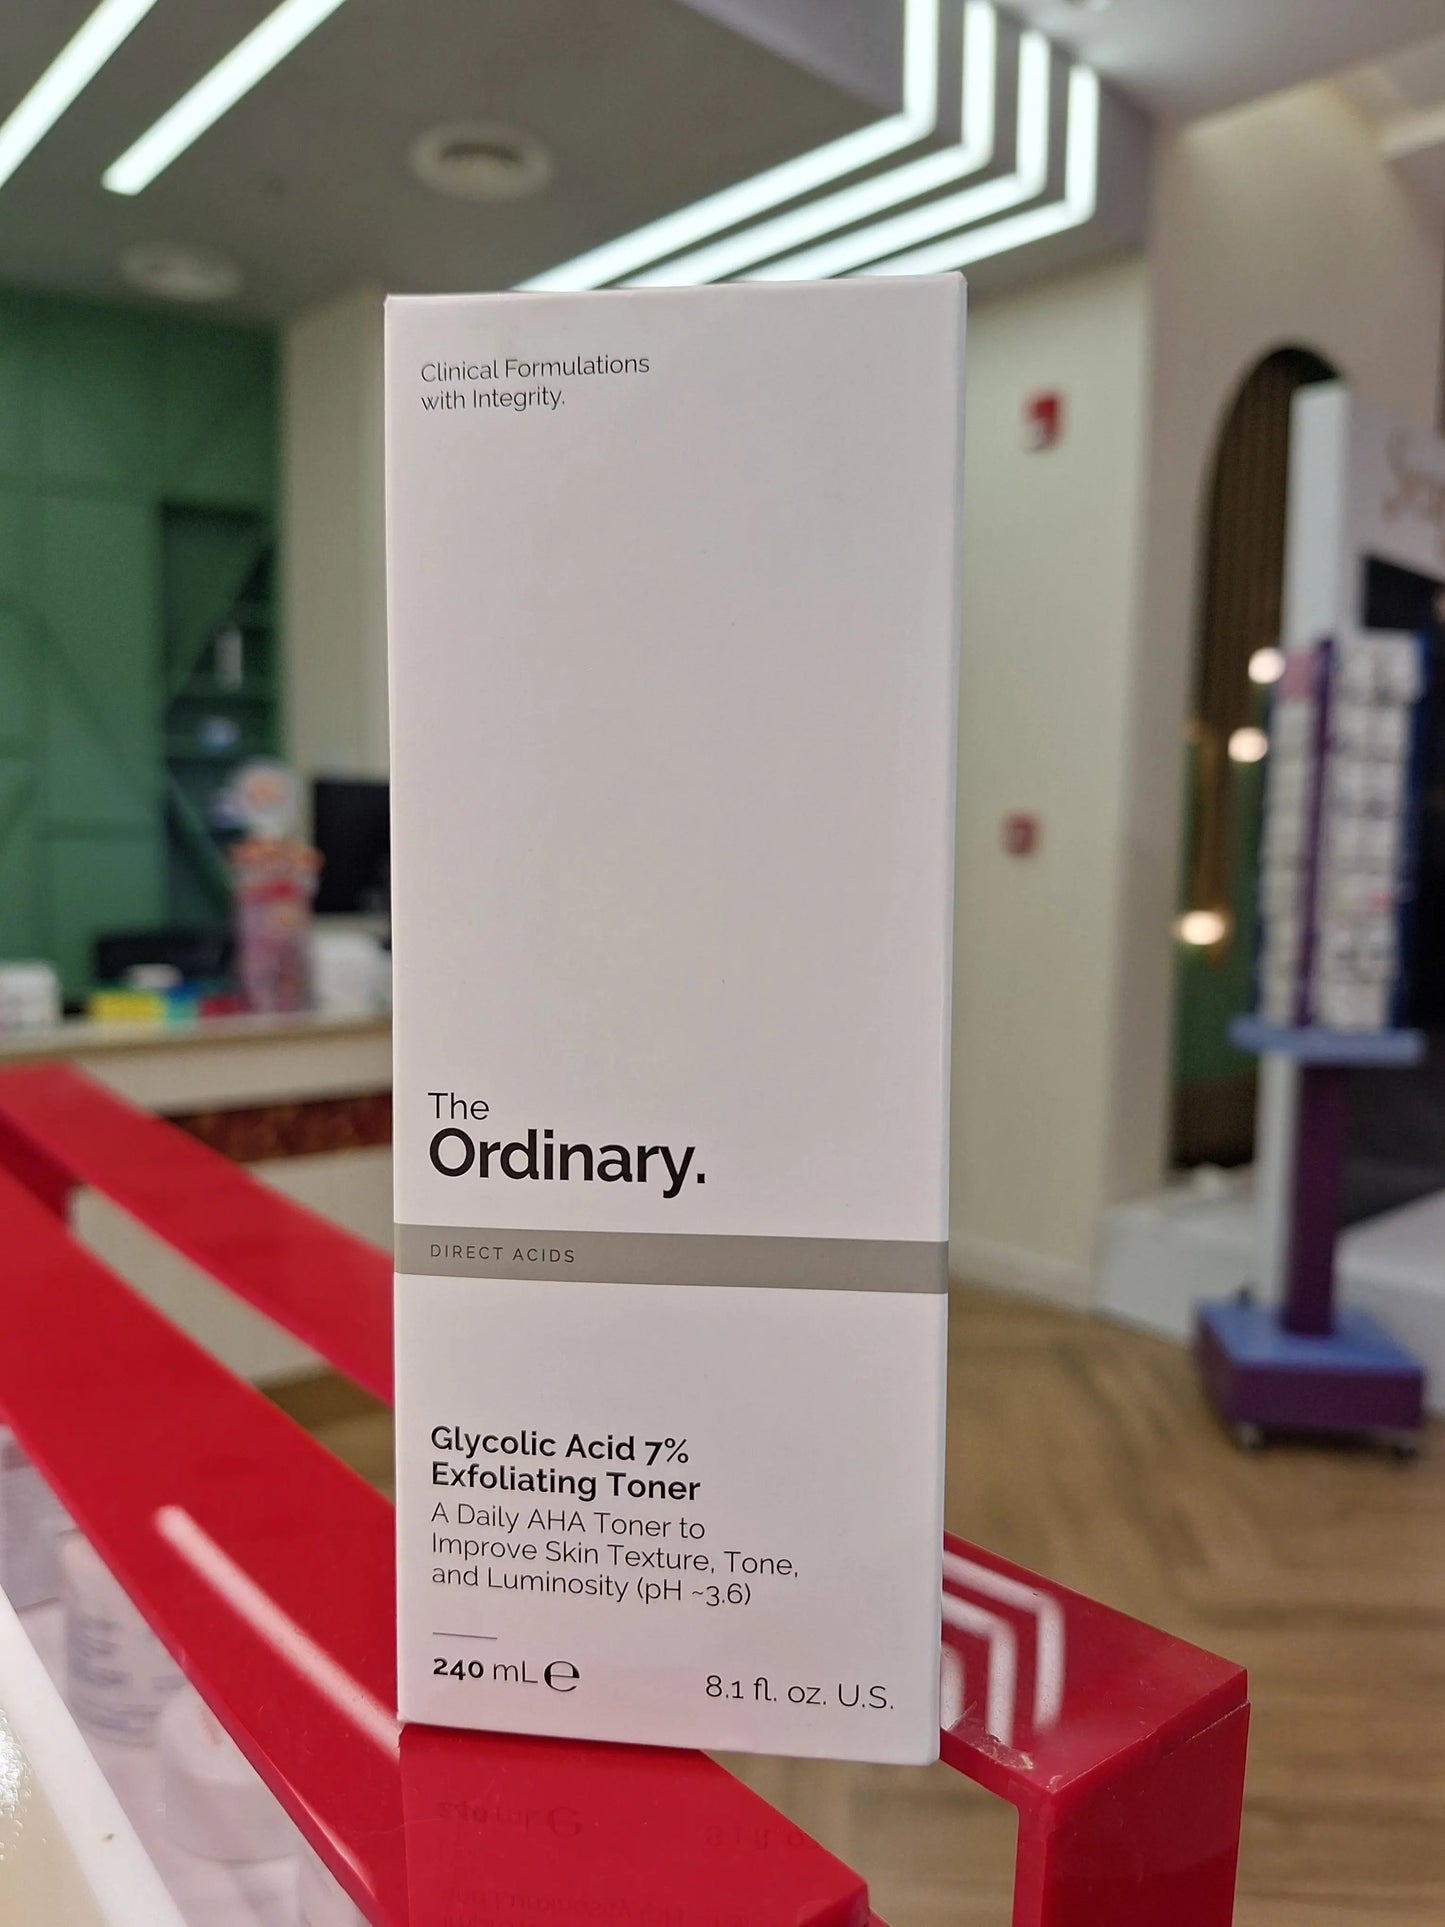 Clinical Formulations
with Integrity.
The
Ordinary.
DIRECT ACIDS
Glycolic Acid 7%
Exfoliating Toner
A Daily AHA Toner to
Improve Skin Texture, Tone,
and Luminosity (pH ~3.6)
240 mL ℮
8.1 fl. oz. U.S.